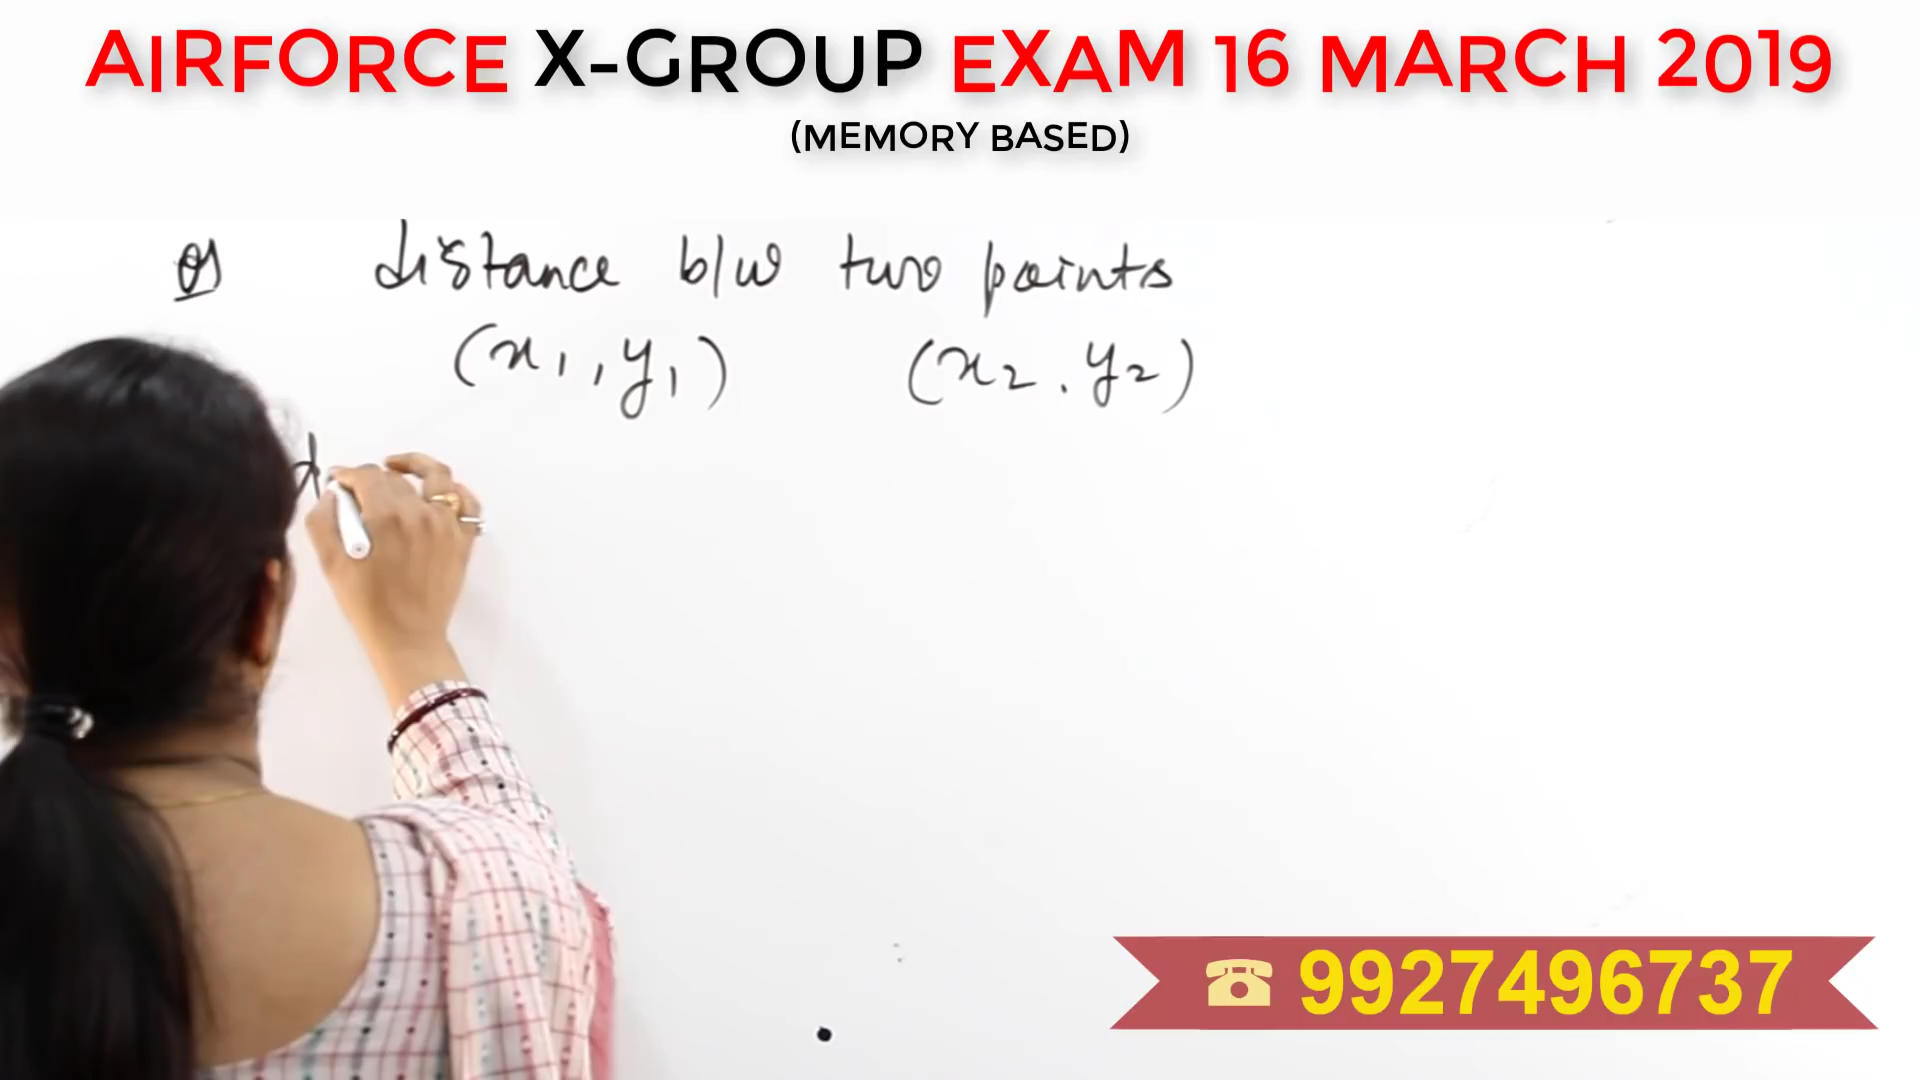 AIRFORCE X-GROUP EXAM 16 MARCH 2019
(MEMORY BASED)
Q) distance b/w two points
(x₁, y₁) (x₂, y₂)
d
☎ 9927496737